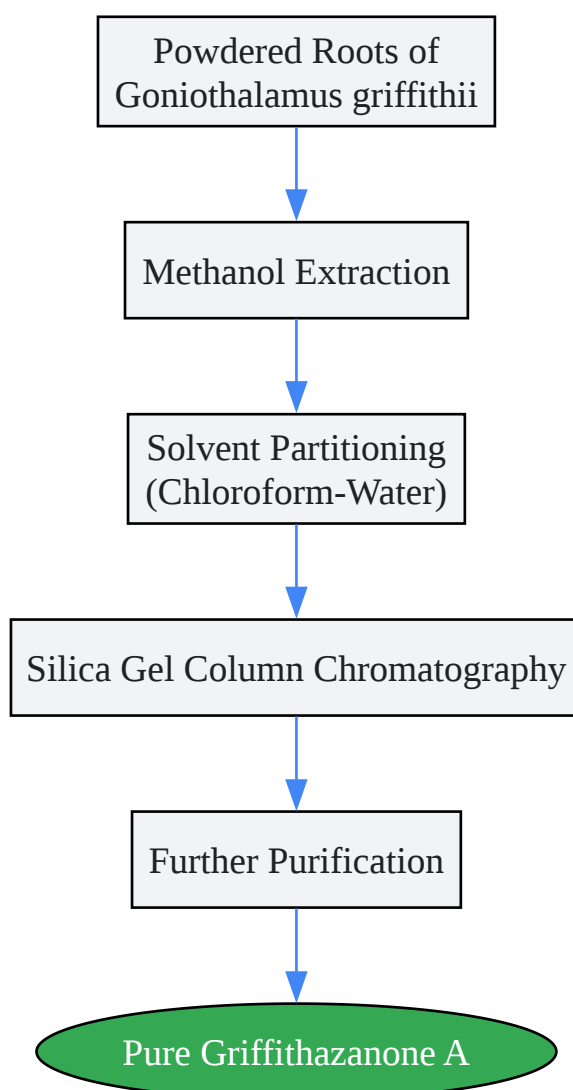 Powdered Roots of
Goniothalamus griffithii
Methanol Extraction
Solvent Partitioning
(Chloroform-Water)
Silica Gel Column Chromatography
Further Purification
Pure Griffithazanone A